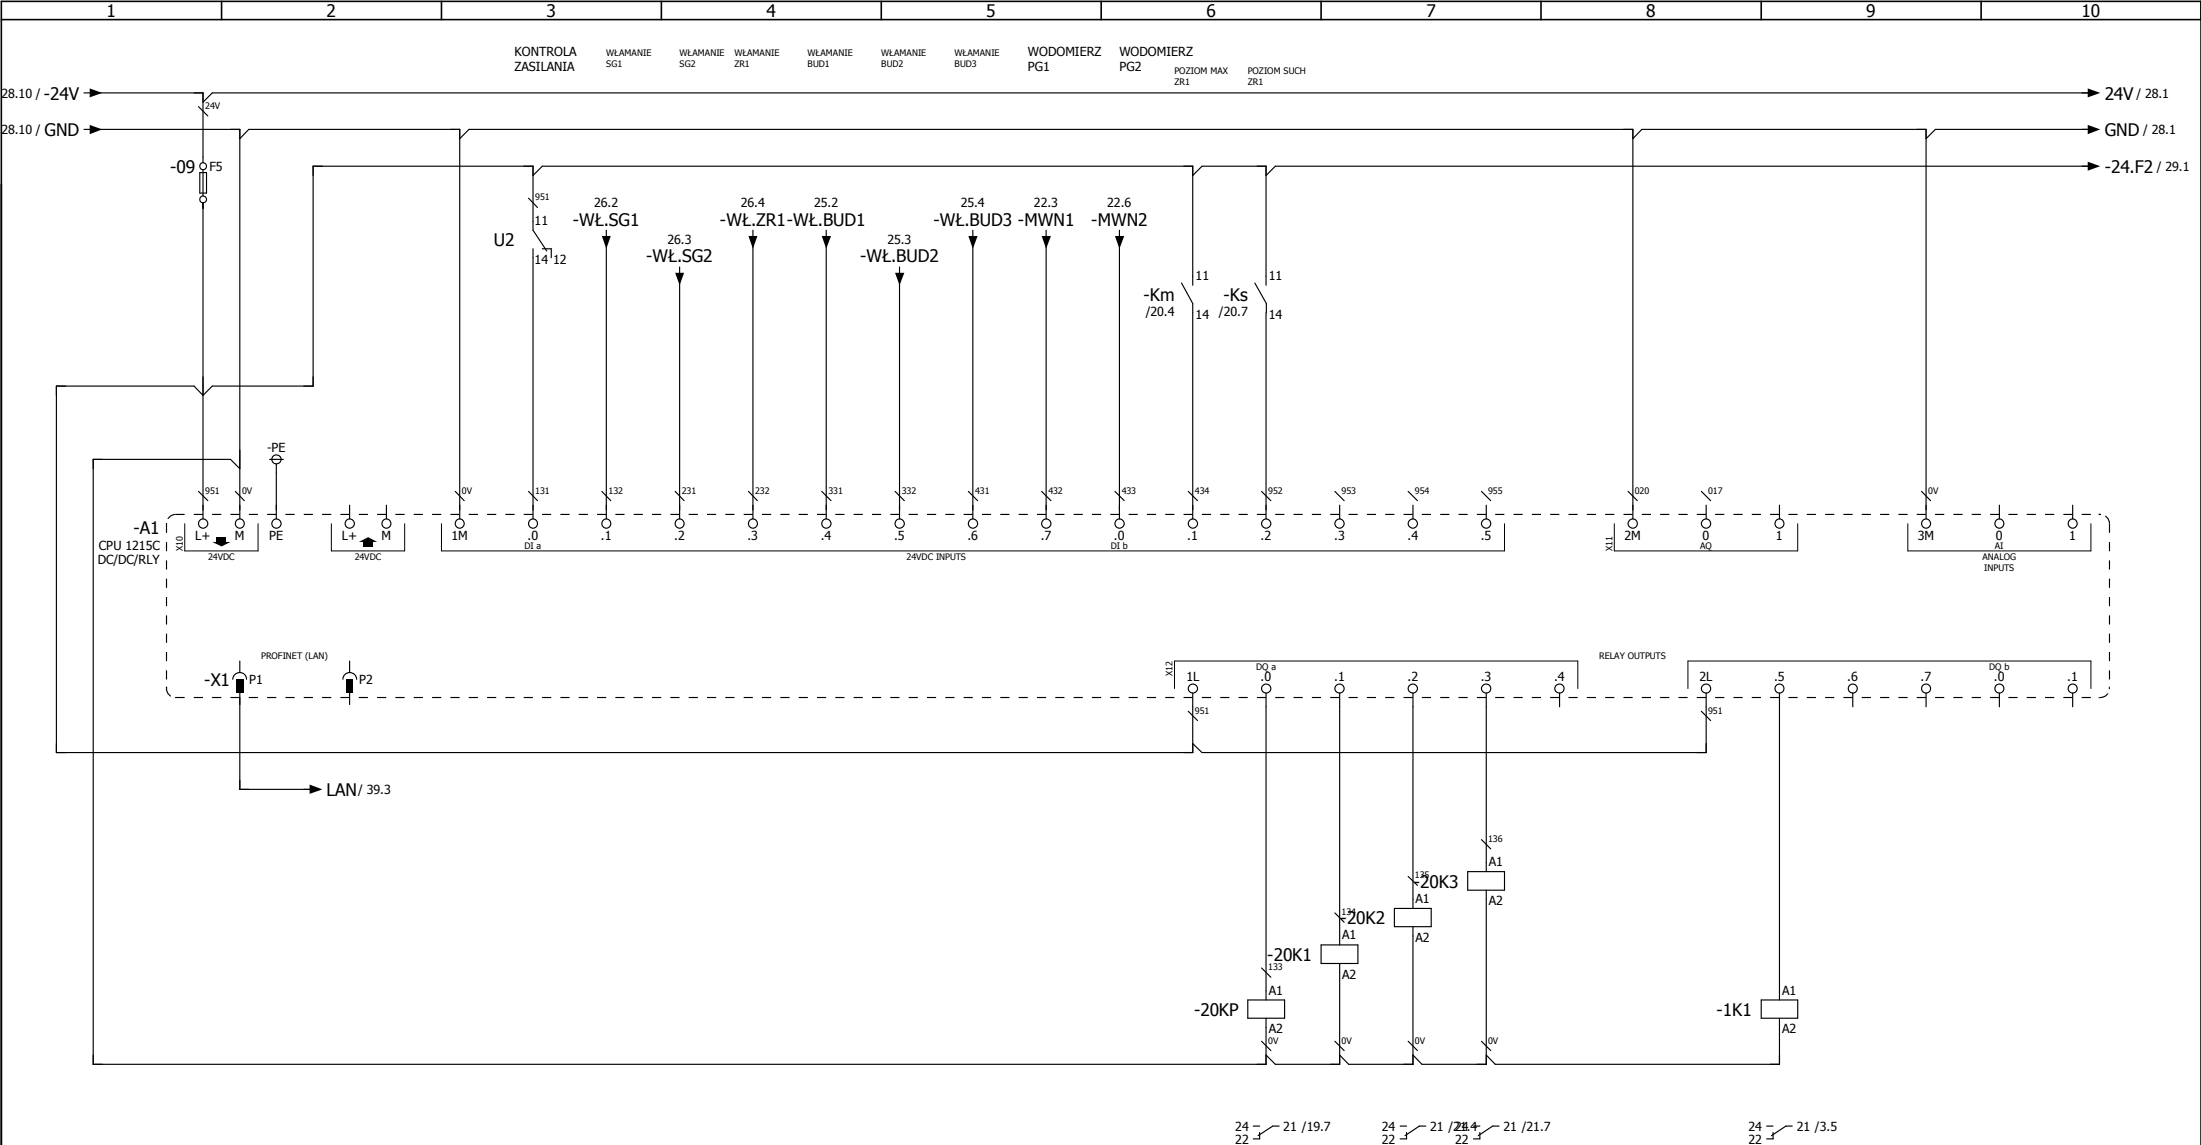 1 2 3 4 5 6 7 8 9 10
KONTROLA ZASILANIA
WŁAMANIE SG1
WŁAMANIE SG2
WŁAMANIE ZR1
WŁAMANIE BUD1
WŁAMANIE BUD2
WŁAMANIE BUD3
WODOMIERZ PG1
WODOMIERZ PG2
POZIOM MAX ZR1
POZIOM SUCH ZR1
28.10 / -24V
24V / 28.1
24V
28.10 / GND
GND / 28.1
-09 F5
-24.F2 / 29.1
951
11
U2
14 12
26.2
-WŁ.SG1
26.3
-WŁ.SG2
26.4
-WŁ.ZR1
25.2
-WŁ.BUD1
25.3
-WŁ.BUD2
25.4
-WŁ.BUD3
22.3
-MWN1
22.6
-MWN2
11
-Km
/20.4
14
11
-Ks
/20.7
14
-PE
951 0V 0V 131 132 231 232 331 332 431 432 433 434 952 953 954 955 020 017 0V
-A1
CPU 1215C
DC/DC/RLY
X10
L+ M PE L+ M 1M .0 .1 .2 .3 .4 .5 .6 .7 .0 .1 .2 .3 .4 .5 2M 0 1 3M 0 1
DI a DI b X11 AQ AI
24VDC 24VDC 24VDC INPUTS
ANALOG INPUTS
PROFINET (LAN)
-X1 P1 P2
X12
DQ a
RELAY OUTPUTS
DQ b
1L .0 .1 .2 .3 .4 2L .5 .6 .7 .0 .1
951 951
LAN/ 39.3
136
A1
-20K3
A2
135
A1
-20K2
A2
134
A1
-20K1
A2
133
A1
-20KP
A2
A1
-1K1
A2
0V 0V 0V 0V
24 21 /19.7
22
24 21 /21.4
22
24 21 /21.7
22
24 21 /3.5
22